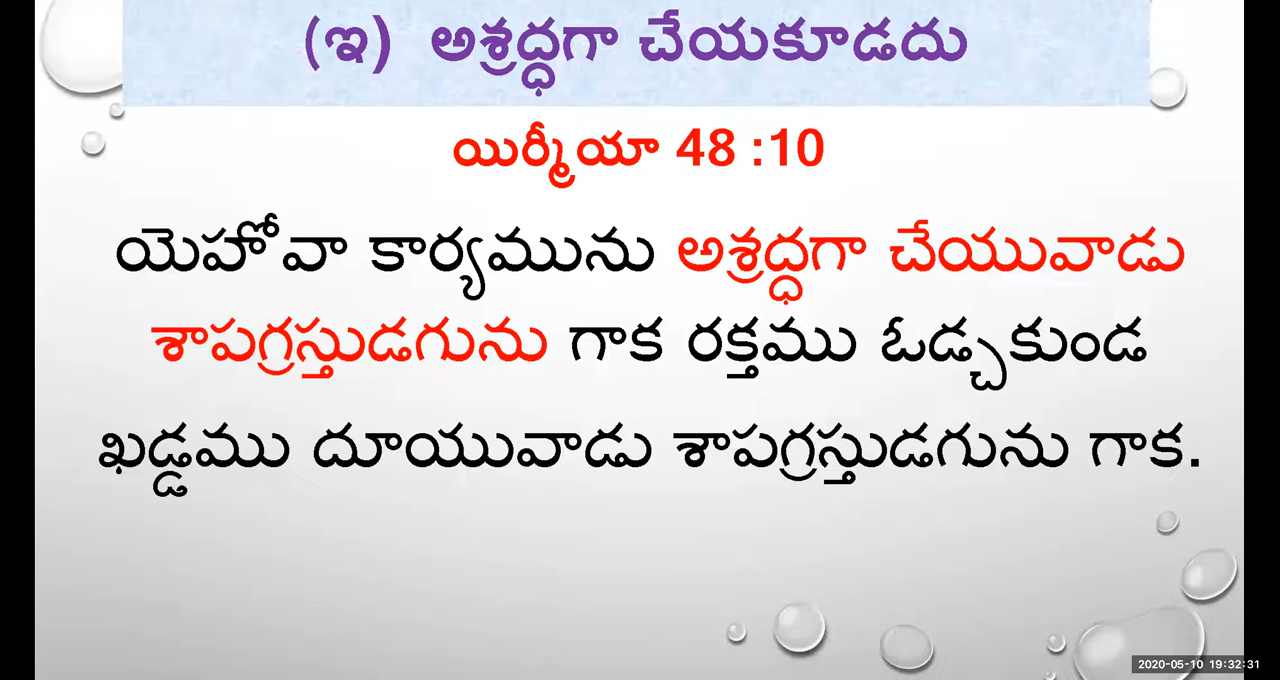 (ఇ) అశ్రద్ధగా చేయకూడదు
యిర్మీయా 48 :10
యెహోవా కార్యమును అశ్రద్ధగా చేయువాడు
శాపగ్రస్తుడగును గాక రక్తము ఓడ్చకుండ
ఖడ్డము దూయువాడు శాపగ్రస్తుడగును గాక.
2020-05-10 19:32:31